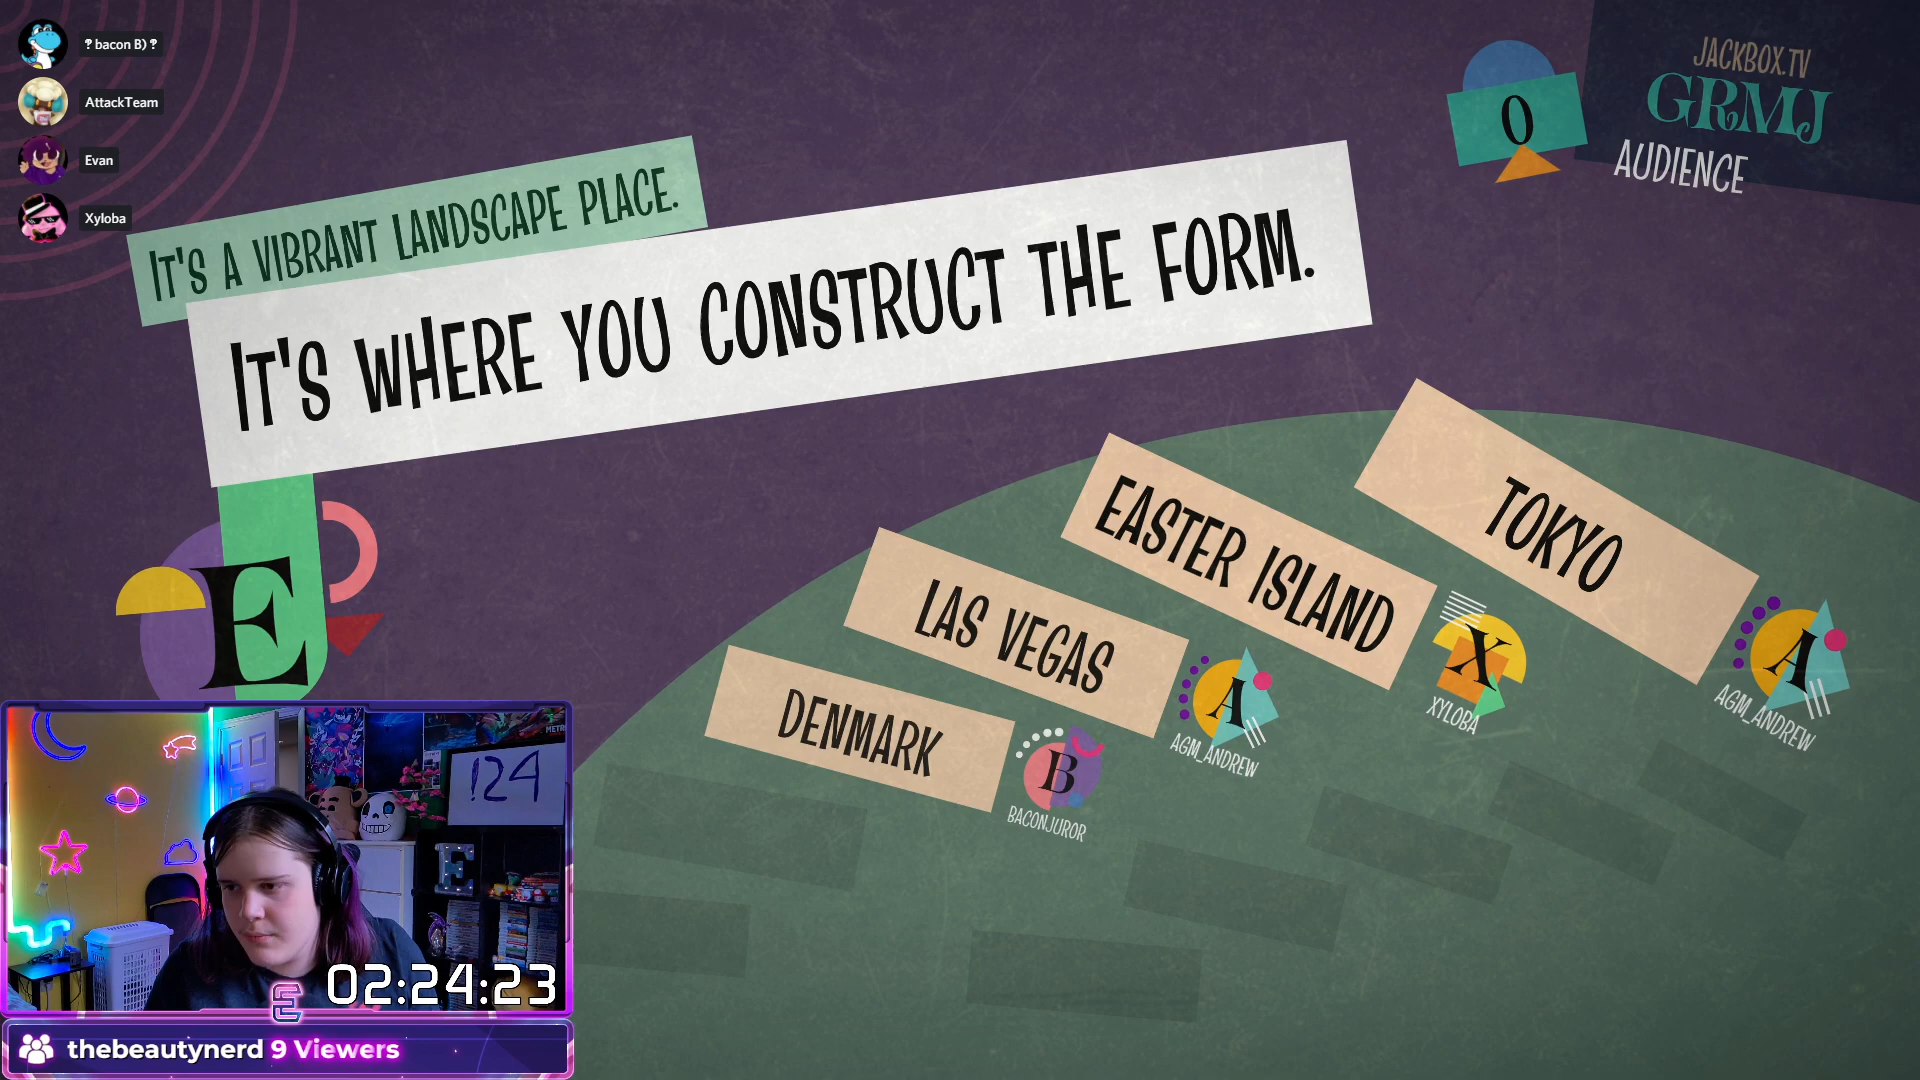 ? bacon B) ?
AttackTeam
Evan
Xyloba
JACKBOX.TV
GRMJ
AUDIENCE
0
IT'S A VIBRANT LANDSCAPE PLACE.
IT'S WHERE YOU CONSTRUCT THE FORM.
TOKYO
AGM_ANDREW
A
EASTER ISLAND
X
XYLOBA
LAS VEGAS
A
AGM_ANDREW
DENMARK
B
BACONJUROR
E
!24
E
02:24:23
E
thebeautynerd 9 Viewers